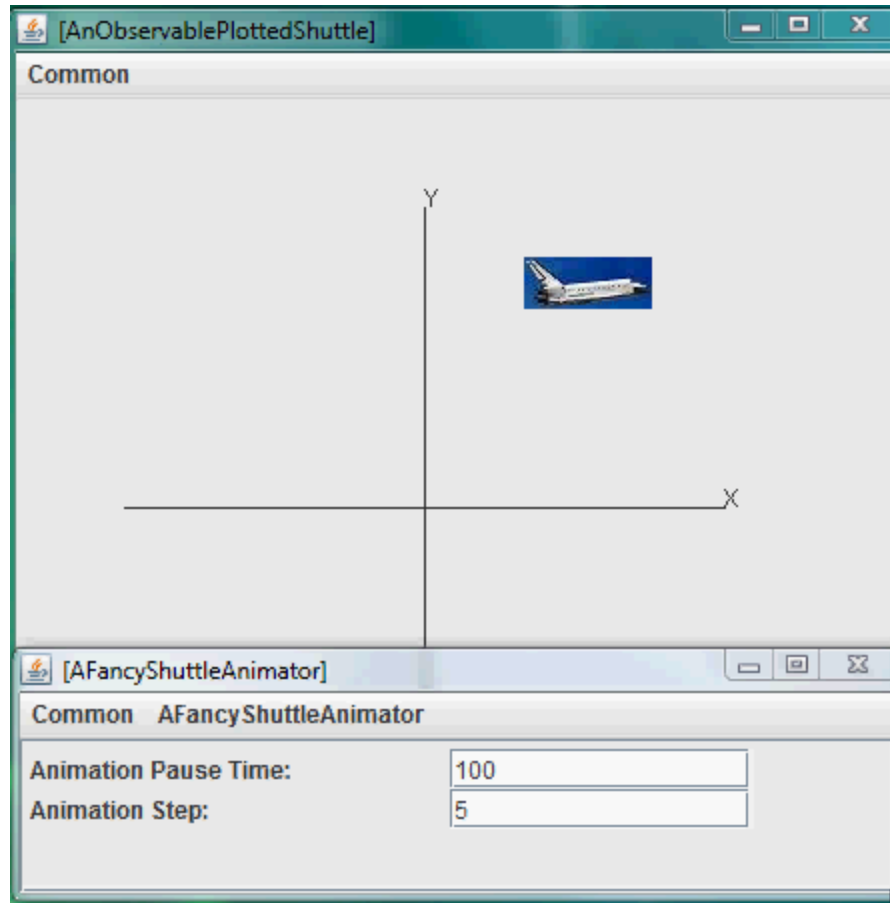 [AnObservablePlottedShuttle]
Common
Y
X
[AFancyShuttleAnimator]
Common AFancyShuttleAnimator
Animation Pause Time: 100
Animation Step: 5